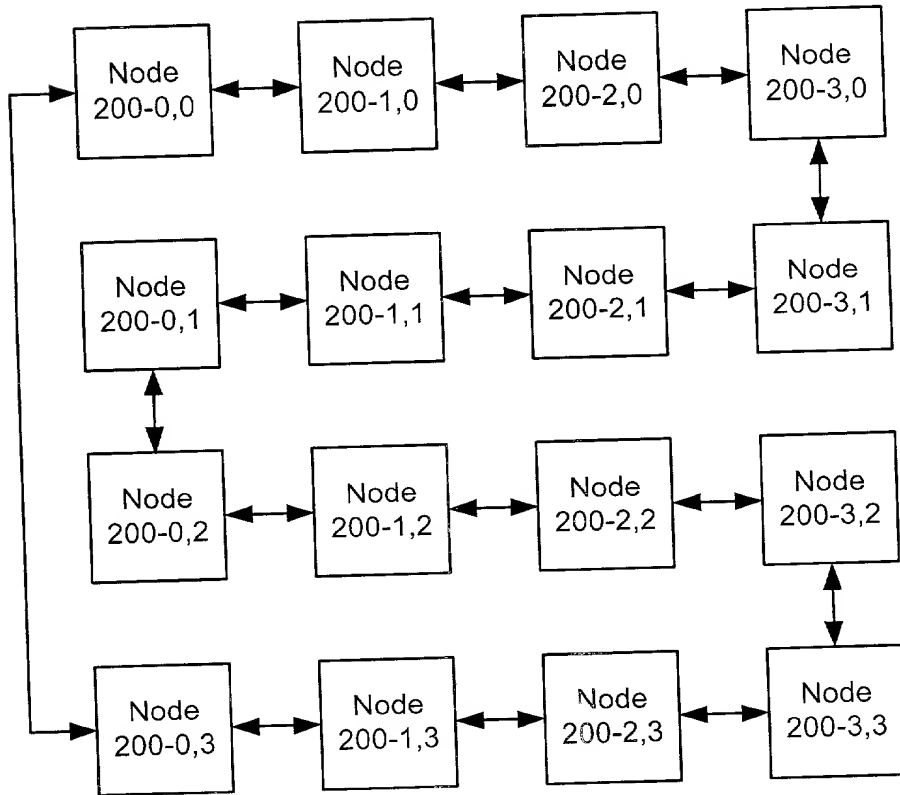 Node
200-0,0
Node
200-1,0
Node
200-2,0
Node
200-3,0
Node
200-0,1
Node
200-1,1
Node
200-2,1
Node
200-3,1
Node
200-0,2
Node
200-1,2
Node
200-2,2
Node
200-3,2
Node
200-0,3
Node
200-1,3
Node
200-2,3
Node
200-3,3